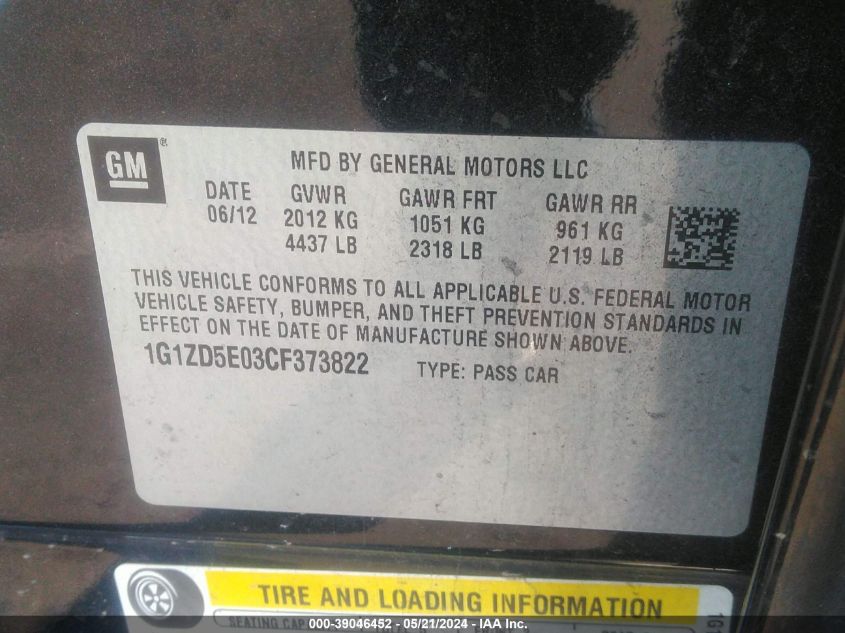 GM®
MFD BY GENERAL MOTORS LLC
DATE GVWR GAWR FRT GAWR RR
06/12 2012 KG 1051 KG 961 KG
4437 LB 2318 LB 2119 LB
THIS VEHICLE CONFORMS TO ALL APPLICABLE U.S. FEDERAL MOTOR
VEHICLE SAFETY, BUMPER, AND THEFT PREVENTION STANDARDS IN
EFFECT ON THE DATE OF MANUFACTURE SHOWN ABOVE.
1G1ZD5E03CF373822 TYPE: PASS CAR
TIRE AND LOADING INFORMATION
SEATING CAP
000-39046452 - 05/21/2024 - IAA Inc.